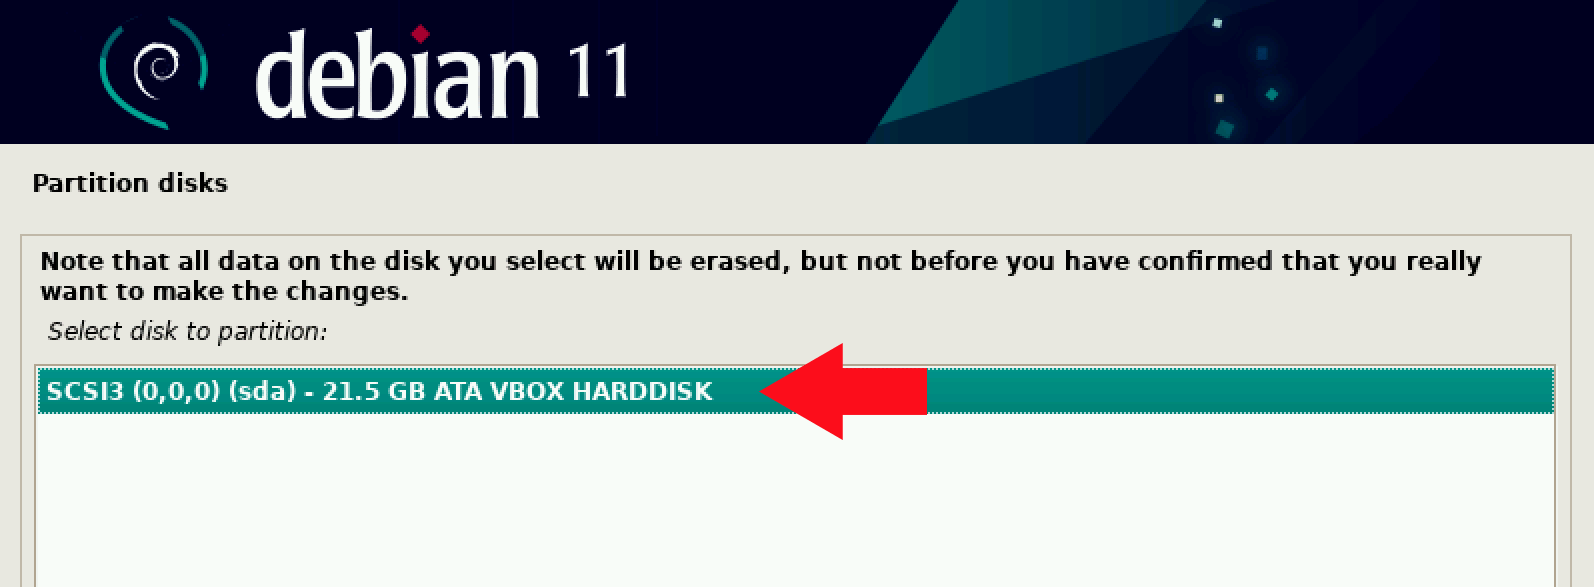 debian 11
Partition disks
Note that all data on the disk you select will be erased, but not before you have confirmed that you really
want to make the changes.
Select disk to partition:
SCSI3 (0,0,0) (sda) - 21.5 GB ATA VBOX HARDDISK